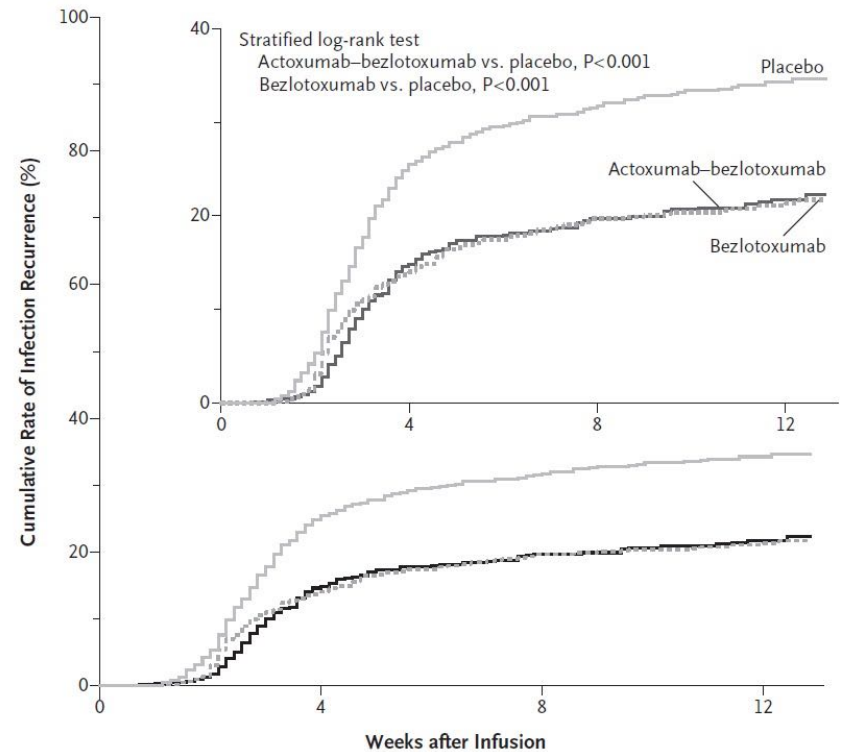 100
80
60
40
20
0
0
4
8
12
Cumulative Rate of Infection Recurrence (%)
Weeks after Infusion
40
20
0
0
4
8
12
Stratified log-rank test
Actoxumab–bezlotoxumab vs. placebo, P<0.001
Bezlotoxumab vs. placebo, P<0.001
Placebo
Actoxumab–bezlotoxumab
Bezlotoxumab